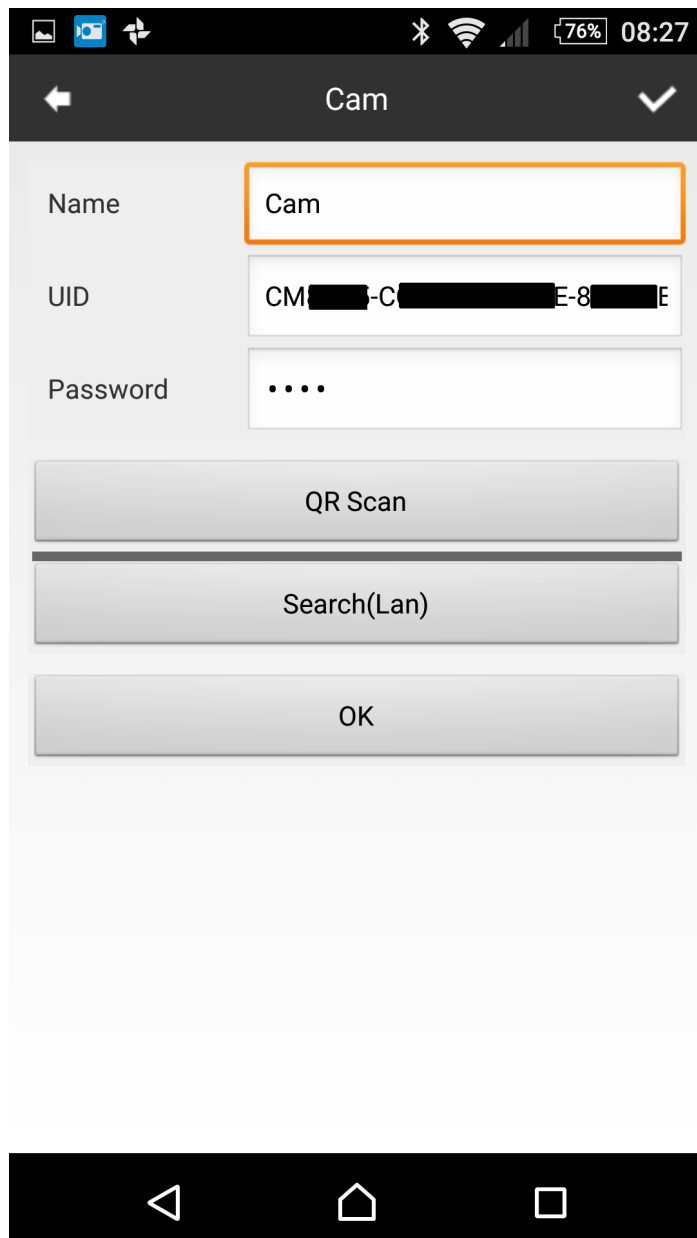 76% 08:27
Cam
Name Cam
UID CM -C E-8 E
Password ••••
QR Scan
Search(Lan)
OK